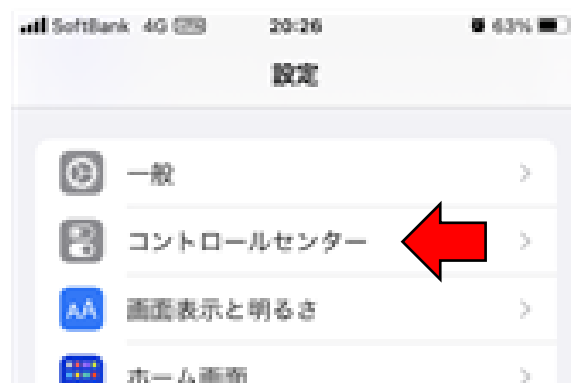 SoftBank 4G 20:26 63%
設定
一般
コントロールセンター
AA 画面表示と明るさ
ホーム画面